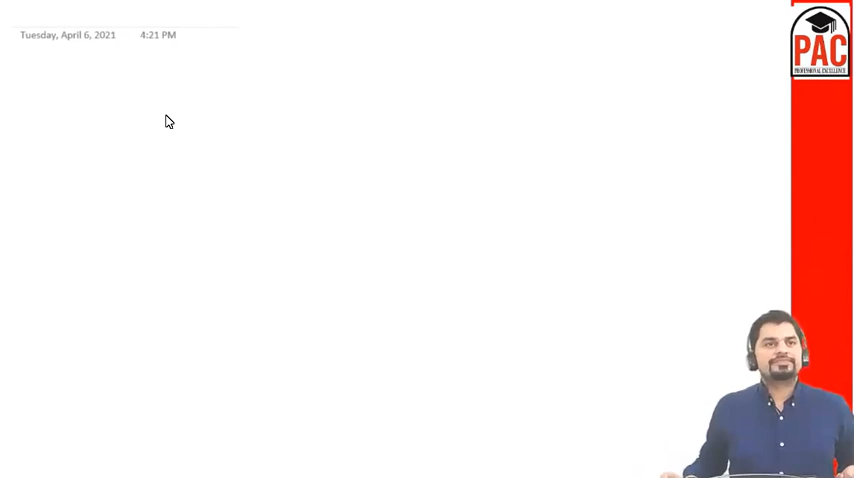 Tuesday, April 6, 2021 4:21 PM
PAC
PROFESSIONAL EXCELLENCE